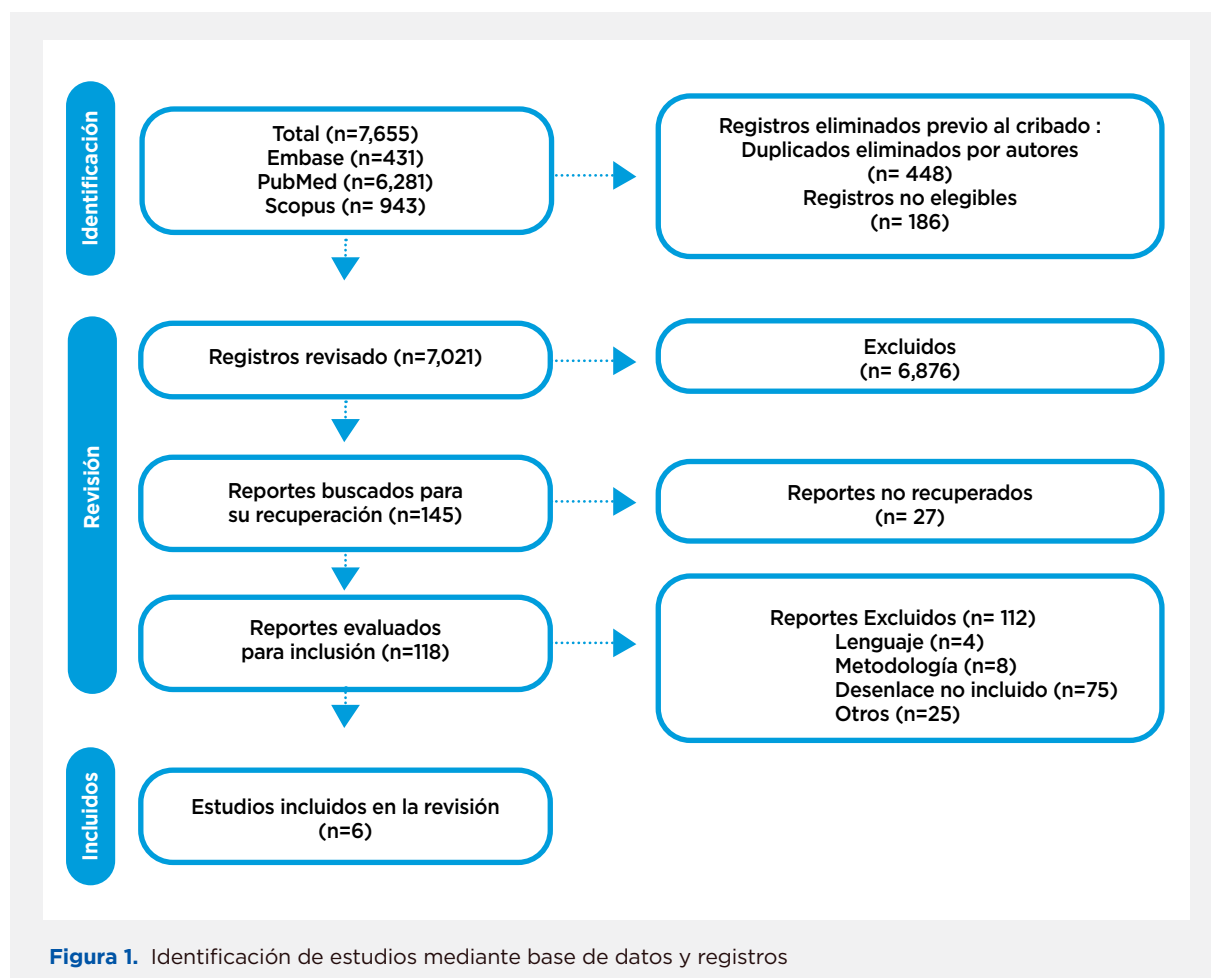 Identificación
Total (n=7,655)
Embase (n=431)
PubMed (n=6,281)
Scopus (n= 943)
Registros eliminados previo al cribado :
Duplicados eliminados por autores
(n= 448)
Registros no elegibles
(n= 186)
Revisión
Registros revisado (n=7,021)
Excluidos
(n= 6,876)
Reportes buscados para
su recuperación (n=145)
Reportes no recuperados
(n= 27)
Reportes evaluados
para inclusión (n=118)
Reportes Excluidos (n= 112)
Lenguaje (n=4)
Metodología (n=8)
Desenlace no incluido (n=75)
Otros (n=25)
Incluidos
Estudios incluidos en la revisión
(n=6)
Figura 1. Identificación de estudios mediante base de datos y registros